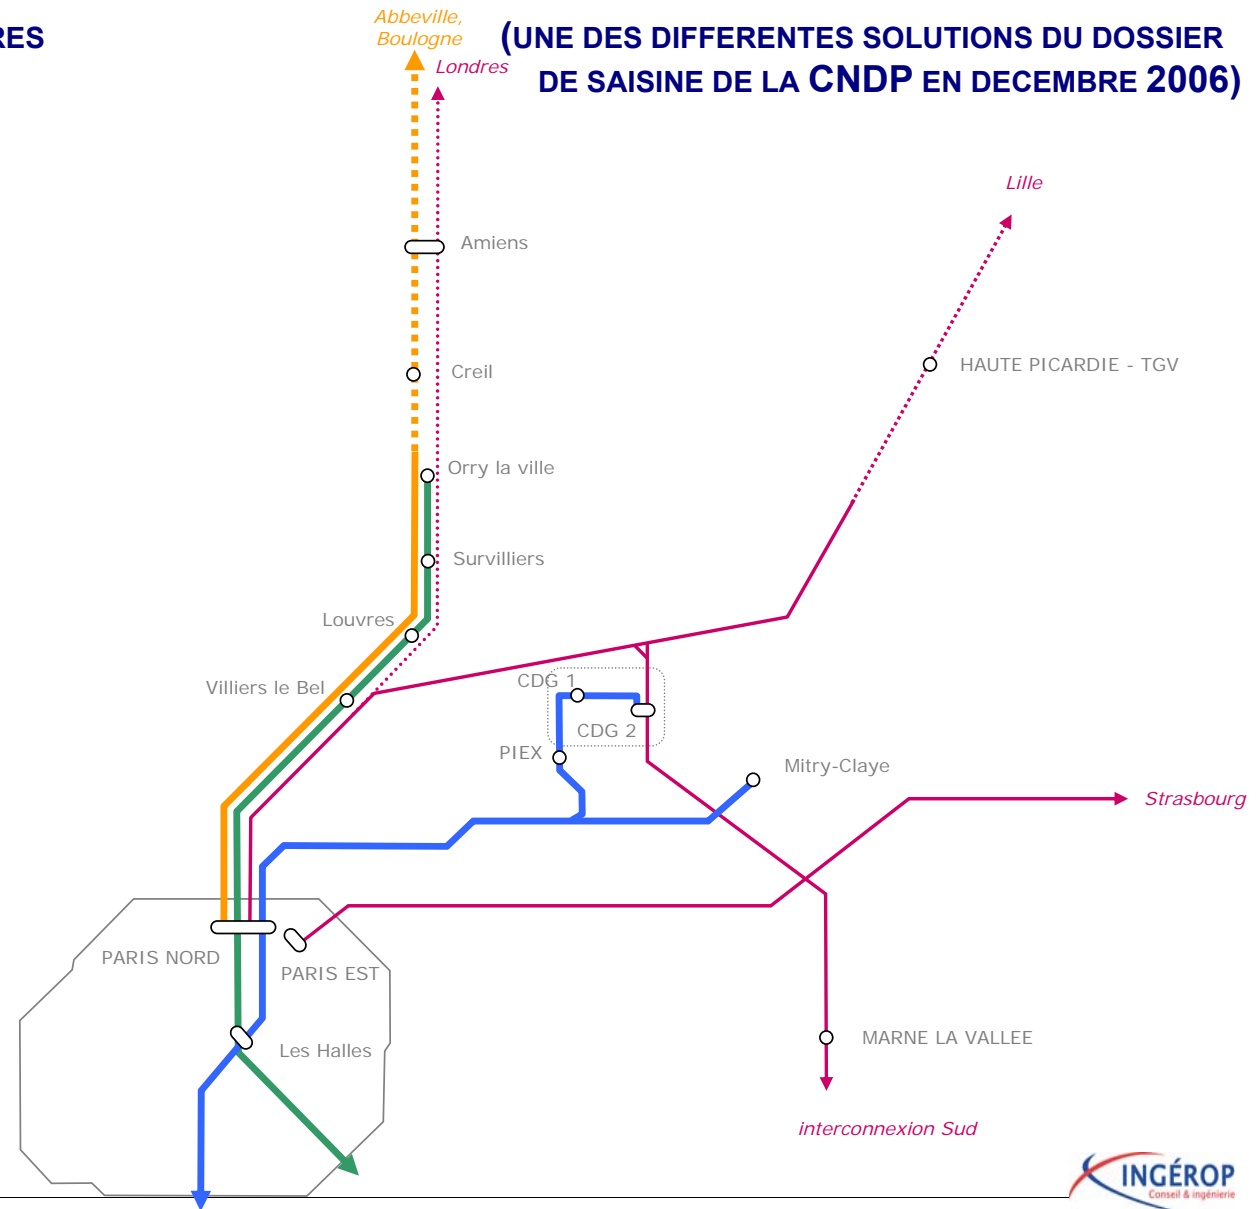 RES
(UNE DES DIFFERENTES SOLUTIONS DU DOSSIER
DE SAISINE DE LA CNDP EN DECEMBRE 2006)
Abbeville,
Boulogne
Londres
Lille
Amiens
HAUTE PICARDIE - TGV
Creil
Orry la ville
Survilliers
Louvres
Villiers le Bel
CDG 1
CDG 2
PIEX
Mitry-Claye
Strasbourg
PARIS NORD
PARIS EST
Les Halles
MARNE LA VALLEE
interconnexion Sud
INGÉROP
Conseil & ingénierie